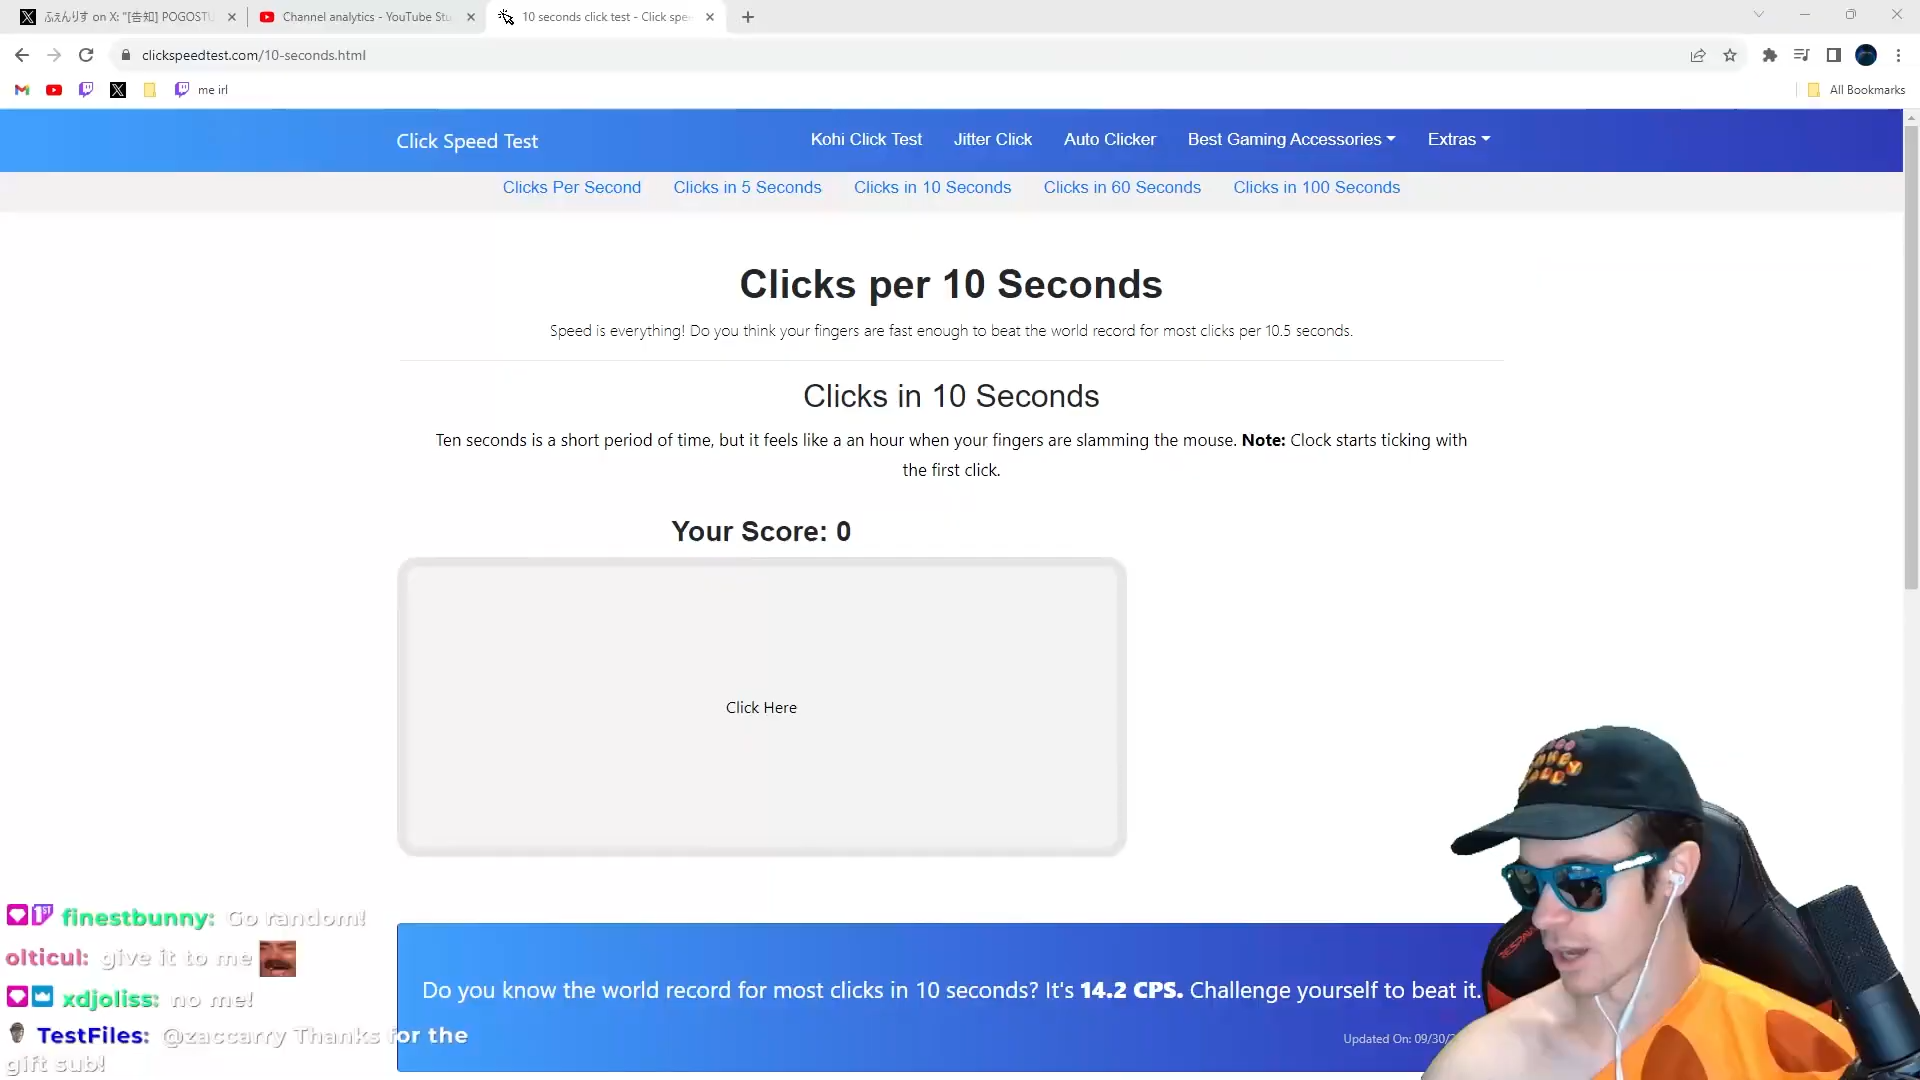 ふぇんりす on X: "[告知] POGOSTU
Channel analytics - YouTube Stu
10 seconds click test - Click spee
clickspeedtest.com/10-seconds.html
me irl
All Bookmarks
Click Speed Test
Kohi Click Test
Jitter Click
Auto Clicker
Best Gaming Accessories
Extras
Clicks Per Second
Clicks in 5 Seconds
Clicks in 10 Seconds
Clicks in 60 Seconds
Clicks in 100 Seconds
Clicks per 10 Seconds
Speed is everything! Do you think your fingers are fast enough to beat the world record for most clicks per 10.5 seconds.
Clicks in 10 Seconds
Ten seconds is a short period of time, but it feels like a an hour when your fingers are slamming the mouse. Note: Clock starts ticking with
the first click.
Your Score: 0
Click Here
finestbunny: Go random!
olticul: give it to me
xdjoliss: no me!
TestFiles: @zaccarry Thanks for the
gift sub!
Do you know the world record for most clicks in 10 seconds? It's 14.2 CPS. Challenge yourself to beat it.
Updated On: 09/30/2